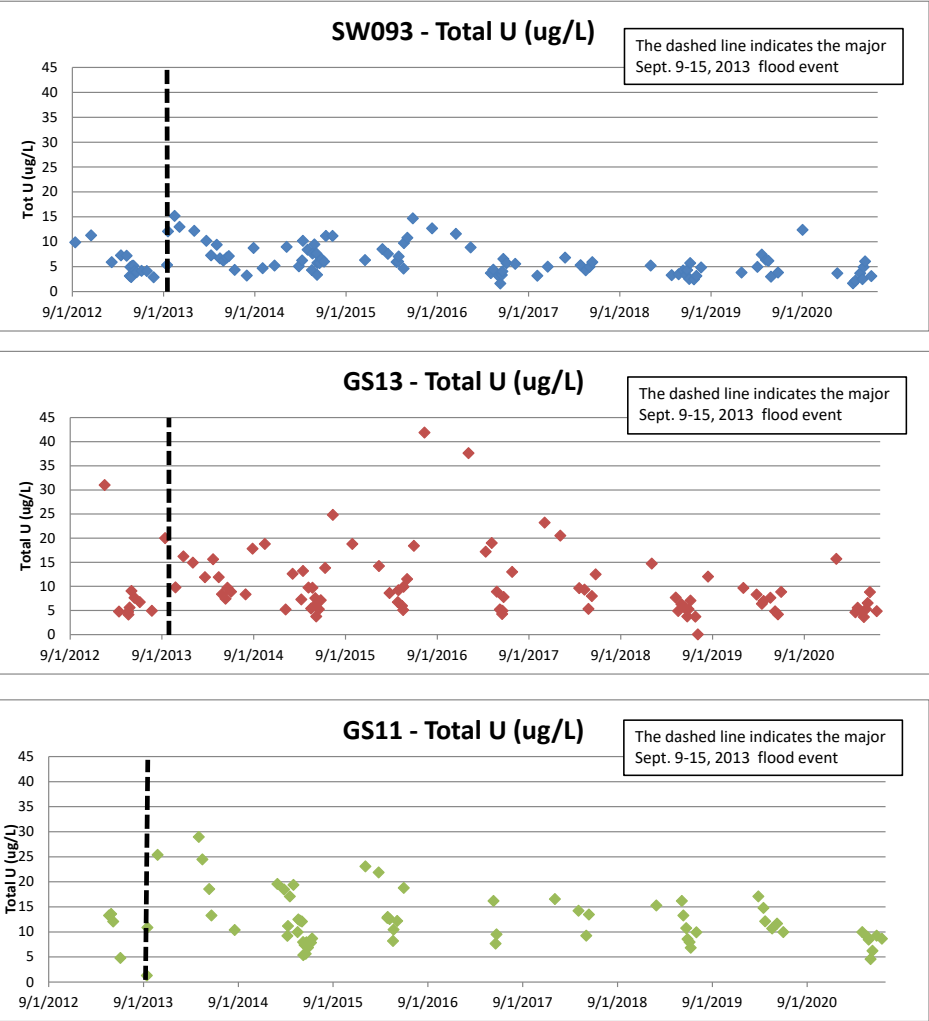 SW093 - Total U (ug/L)
The dashed line indicates the major
Sept. 9-15, 2013 flood event
Tot U (ug/L)
45
40
35
30
25
20
15
10
5
0
9/1/2012 9/1/2013 9/1/2014 9/1/2015 9/1/2016 9/1/2017 9/1/2018 9/1/2019 9/1/2020
GS13 - Total U (ug/L)
The dashed line indicates the major
Sept. 9-15, 2013 flood event
Total U (ug/L)
45
40
35
30
25
20
15
10
5
0
9/1/2012 9/1/2013 9/1/2014 9/1/2015 9/1/2016 9/1/2017 9/1/2018 9/1/2019 9/1/2020
GS11 - Total U (ug/L)
The dashed line indicates the major
Sept. 9-15, 2013 flood event
Total U (ug/L)
45
40
35
30
25
20
15
10
5
0
9/1/2012 9/1/2013 9/1/2014 9/1/2015 9/1/2016 9/1/2017 9/1/2018 9/1/2019 9/1/2020